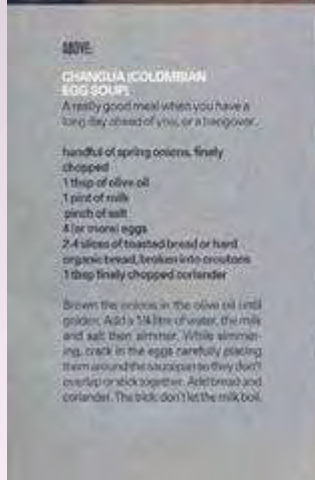 ABOVE:
CHANGUA (COLOMBIAN
EGG SOUP).
A really good meal when you have a
long day ahead of you, or a hangover.
handful of spring onions, finely
chopped
1 tbsp of olive oil
1 pint of milk
pinch of salt
4 (or more) eggs
2-4 slices of toasted bread or hard
organic bread, broken into croutons
1 tbsp finely chopped coriander
Brown the onions in the olive oil until
golden. Add a 1/4 litre of water, the milk
and salt then simmer. While simmer-
ing, crack in the eggs carefully placing
them around the saucepan so they don't
overlap or stick together. Add bread and
coriander. The trick: don't let the milk boil.